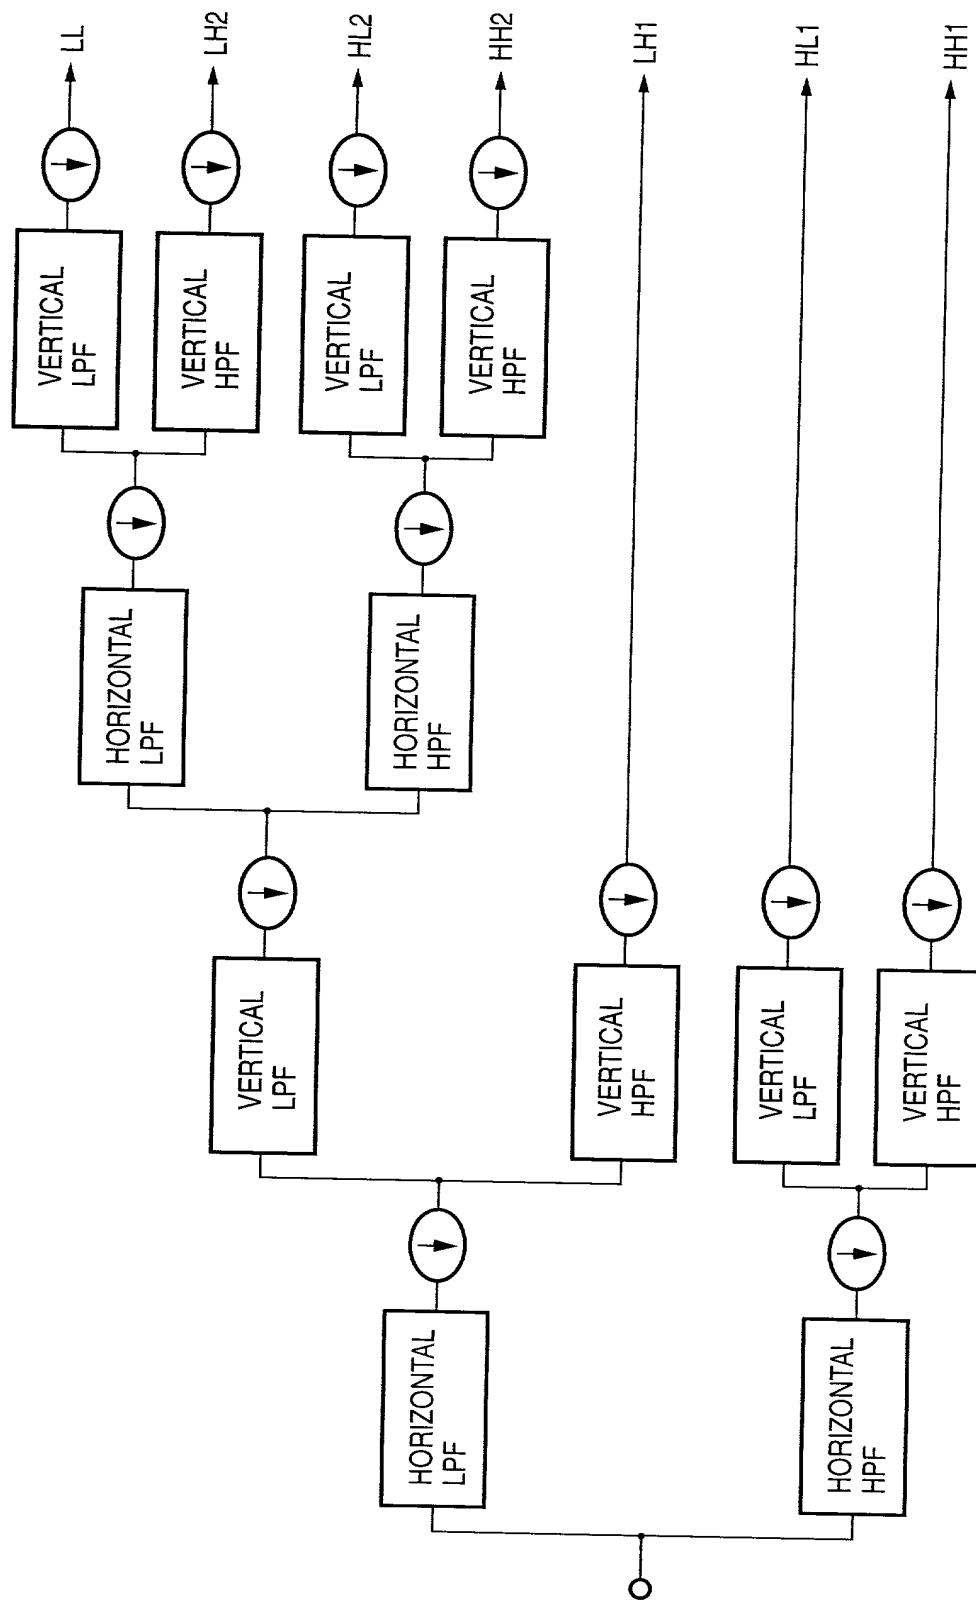 HORIZONTAL
LPF
HORIZONTAL
HPF
VERTICAL
LPF
VERTICAL
HPF
VERTICAL
LPF
VERTICAL
HPF
HORIZONTAL
LPF
HORIZONTAL
HPF
VERTICAL
LPF
VERTICAL
HPF
VERTICAL
LPF
VERTICAL
HPF
LL
LH2
HL2
HH2
LH1
HL1
HH1